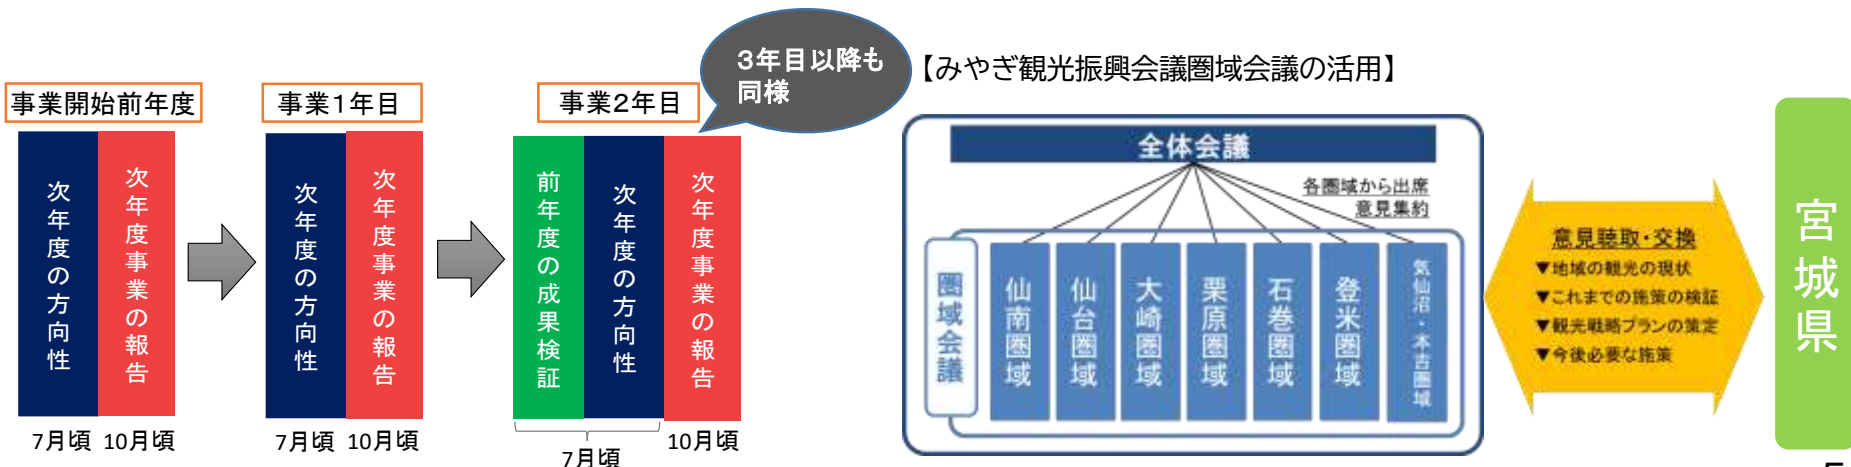 3年目以降も
同様
【みやぎ観光振興会議圏域会議の活用】
事業開始前年度
事業1年目
事業2年目
次年度の方向性
次年度事業の報告
次年度の方向性
次年度事業の報告
前年度の成果検証
次年度の方向性
次年度事業の報告
7月頃
10月頃
7月頃
10月頃
7月頃
10月頃
全体会議
各圏域から出席
意見集約
圏域会議
仙南圏域
仙台圏域
大崎圏域
栗原圏域
石巻圏域
登米圏域
気仙沼・本吉圏域
意見聴取・交換
▼地域の観光の現状
▼これまでの施策の検証
▼観光戦略プランの策定
▼今後必要な施策
宮城県